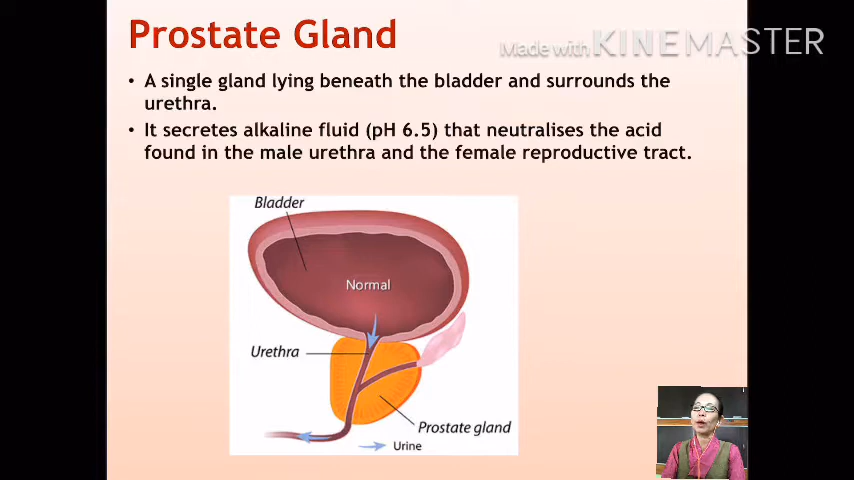 Prostate Gland
Made with KINEMASTER
• A single gland lying beneath the bladder and surrounds the
urethra.
• It secretes alkaline fluid (pH 6.5) that neutralises the acid
found in the male urethra and the female reproductive tract.
Bladder
Normal
Urethra
Prostate gland
Urine